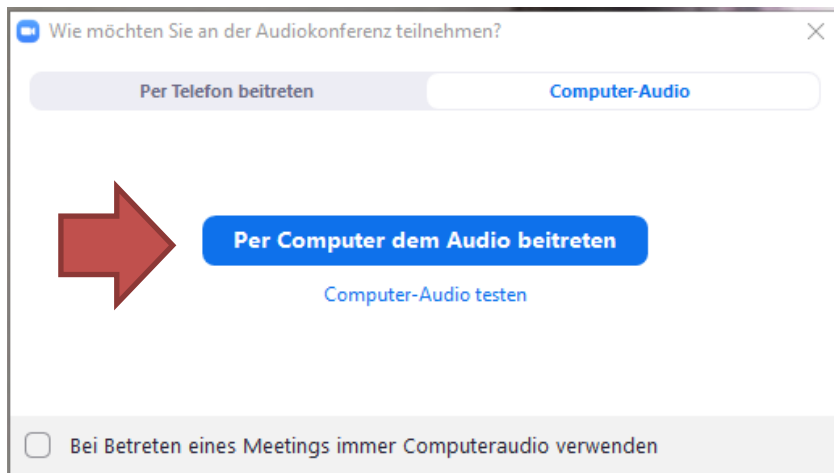 Wie möchten Sie an der Audiokonferenz teilnehmen?
Per Telefon beitreten
Computer-Audio
Per Computer dem Audio beitreten
Computer-Audio testen
Bei Betreten eines Meetings immer Computeraudio verwenden